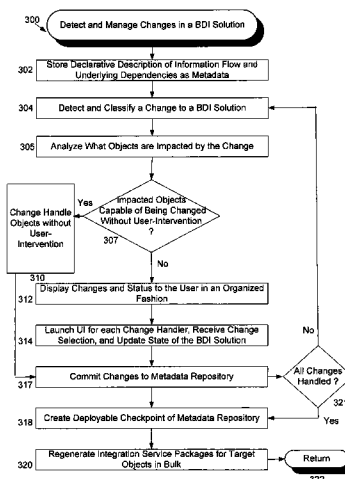 300
Detect and Manage Changes in a BDI Solution
302
Store Declarative Description of Information Flow and
Underlying Dependencies as Metadata
304
Detect and Classify a Change to a BDI Solution
305
Analyze What Objects are Impacted by the Change
Impacted Objects
Capable of Being Changed
Without User-Intervention
?
307
Yes
No
Change Handle
Objects without
User-
Intervention
310
312
Display Changes and Status to the User in an Organized
Fashion
314
Launch UI for each Change Handler, Receive Change
Selection, and Update State of the BDI Solution
317
Commit Changes to Metadata Repository
No
All Changes
Handled ?
321
Yes
318
Create Deployable Checkpoint of Metadata Repository
320
Regenerate Integration Service Packages for Target
Objects in Bulk
Return
322